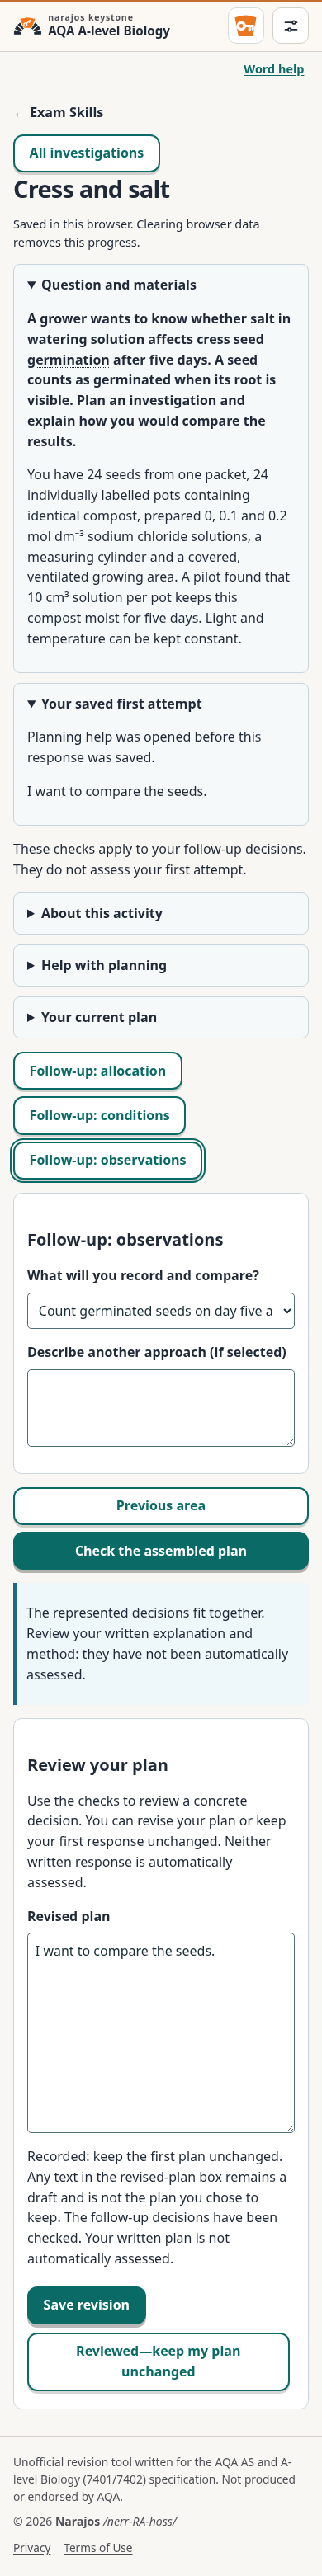 narajos keystone
AQA A-level Biology
Word help
← Exam Skills
All investigations
Cress and salt
Saved in this browser. Clearing browser data
removes this progress.
▼ Question and materials
A grower wants to know whether salt in
watering solution affects cress seed
germination after five days. A seed
counts as germinated when its root is
visible. Plan an investigation and
explain how you would compare the
results.
You have 24 seeds from one packet, 24
individually labelled pots containing
identical compost, prepared 0, 0.1 and 0.2
mol dm⁻³ sodium chloride solutions, a
measuring cylinder and a covered,
ventilated growing area. A pilot found that
10 cm³ solution per pot keeps this
compost moist for five days. Light and
temperature can be kept constant.
▼ Your saved first attempt
Planning help was opened before this
response was saved.
I want to compare the seeds.
These checks apply to your follow-up decisions.
They do not assess your first attempt.
▶ About this activity
▶ Help with planning
▶ Your current plan
Follow-up: allocation
Follow-up: conditions
Follow-up: observations
Follow-up: observations
What will you record and compare?
Count germinated seeds on day five a
Describe another approach (if selected)
Previous area
Check the assembled plan
The represented decisions fit together.
Review your written explanation and
method: they have not been automatically
assessed.
Review your plan
Use the checks to review a concrete
decision. You can revise your plan or keep
your first response unchanged. Neither
written response is automatically
assessed.
Revised plan
I want to compare the seeds.
Recorded: keep the first plan unchanged.
Any text in the revised-plan box remains a
draft and is not the plan you chose to
keep. The follow-up decisions have been
checked. Your written plan is not
automatically assessed.
Save revision
Reviewed—keep my plan
unchanged
Unofficial revision tool written for the AQA AS and A-
level Biology (7401/7402) specification. Not produced
or endorsed by AQA.
© 2026 Narajos /nerr-RA-hoss/
Privacy Terms of Use